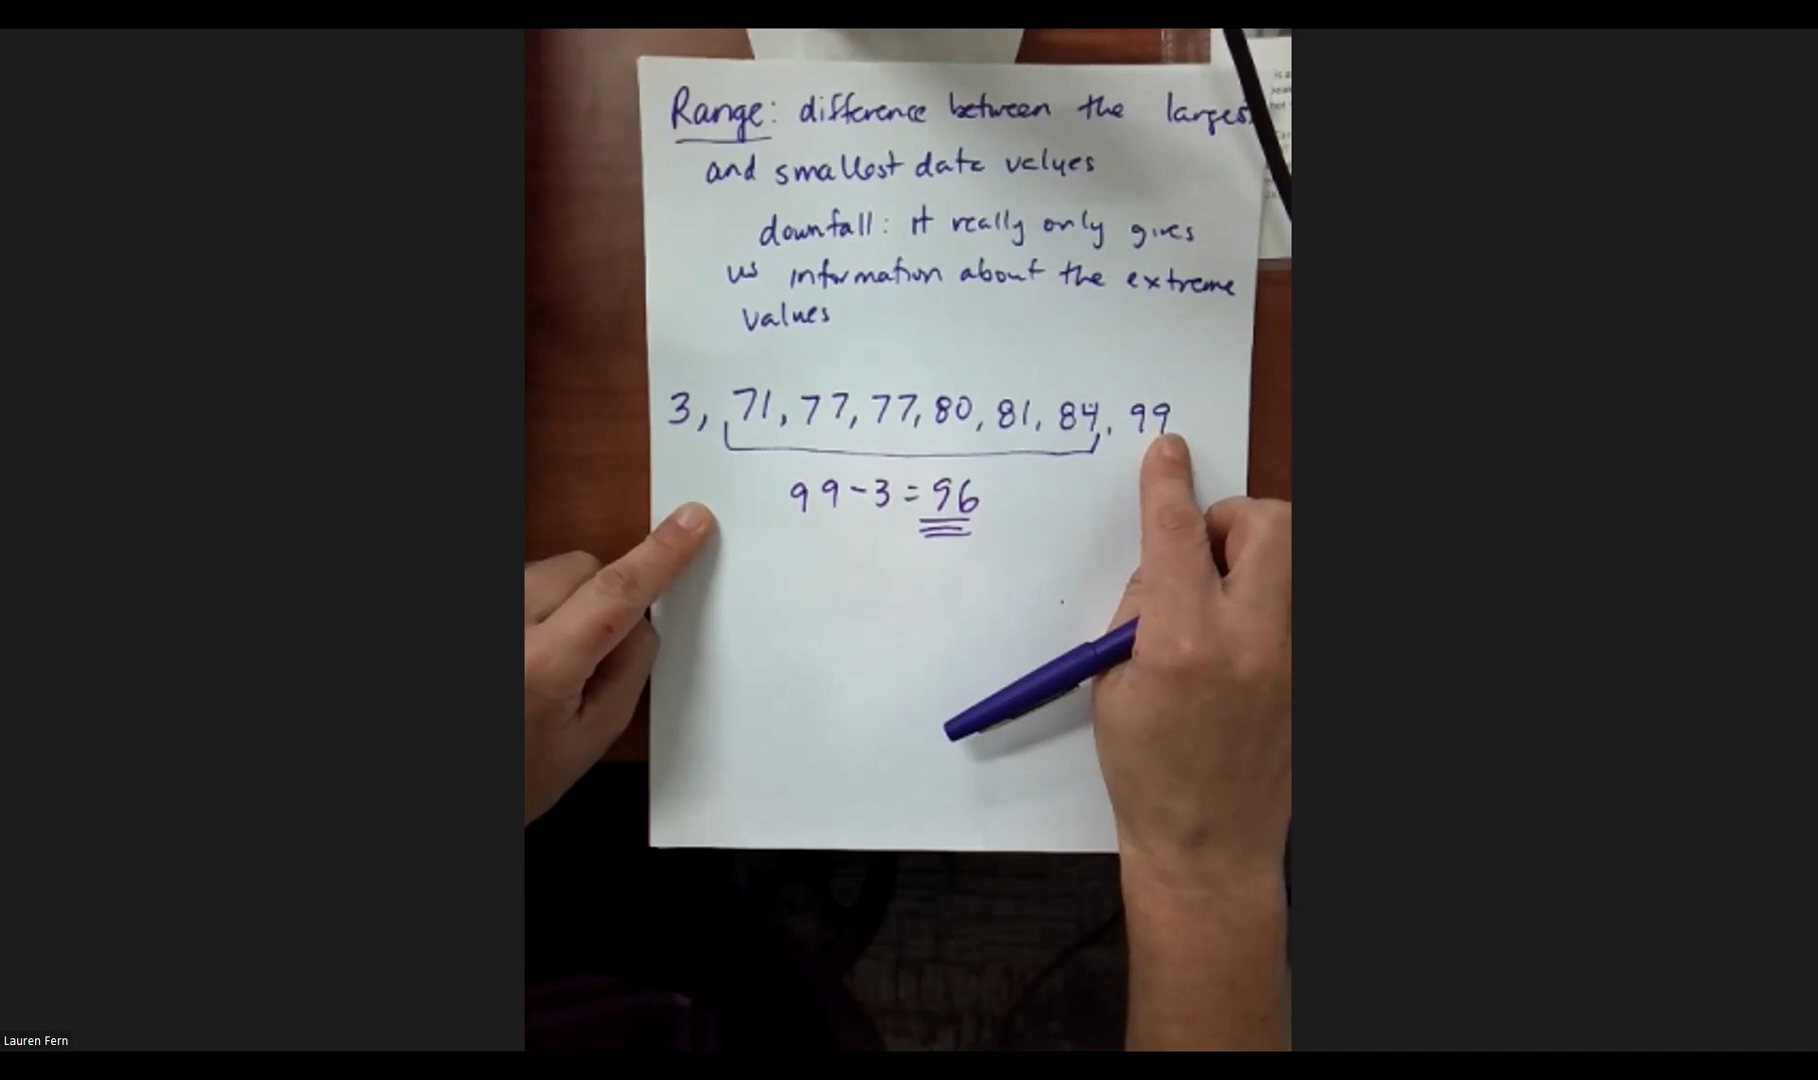 Range: difference between the larges
and smallest data values
downfall: it really only gives
us information about the extreme
values
3, 71, 77, 77, 80, 81, 84, 99
99-3=96
Lauren Fern